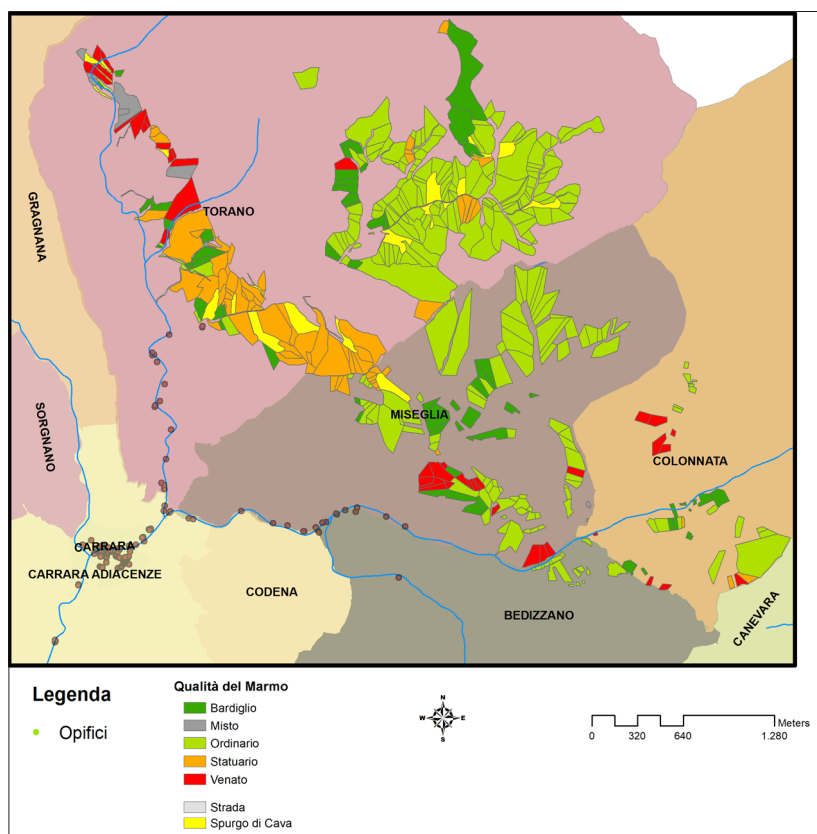 GRAGNANA
TORANO
SORGNANO
MISEGLIA
COLONNATA
CARRARA
CARRARA ADIACENZE
CODENA
BEDIZZANO
CANEVARA
Legenda
Opifici
Qualità del Marmo
Bardiglio
Misto
Ordinario
Statuario
Venato
Strada
Spurgo di Cava
N
W E
S
Meters
0 320 640 1.280